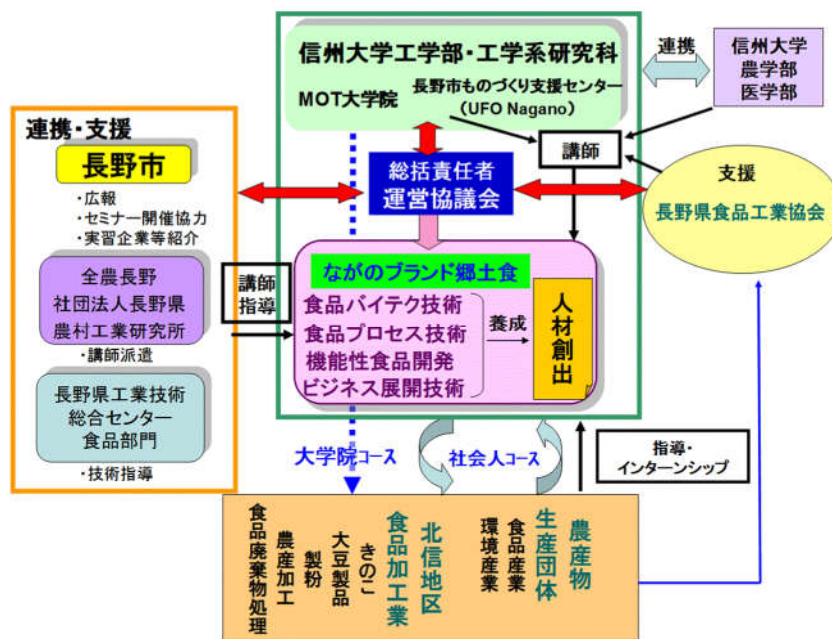 信州大学工学部・工学系研究科
MOT大学院
長野市ものづくり支援センター
（UFO Nagano）
連携
信州大学
農学部
医学部
連携・支援
長野市
・広報
・セミナー開催協力
・実習企業等紹介
全農長野
社団法人長野県
農村工業研究所
・講師派遣
長野県工業技術
総合センター
食品部門
・技術指導
総括責任者
運営協議会
講師
支援
長野県食品工業協会
講師
指導
ながのブランド郷土食
食品バイテク技術
食品プロセス技術
機能性食品開発
ビジネス展開技術
養成
人材創出
大学院コース
社会人コース
指導・
インターンシップ
農産物
生産団体
食品産業
環境産業
北信地区
食品加工業
きのこ
大豆製品
製粉
農産加工
食品廃棄物処理